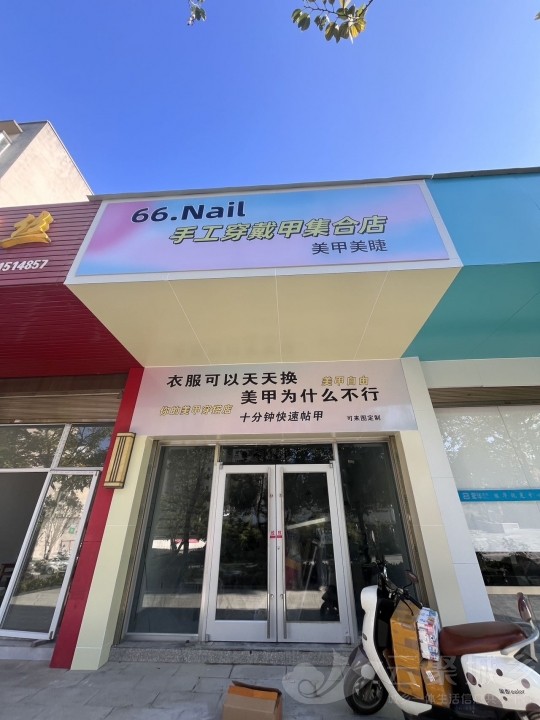 66.Nail
手工穿戴甲集合店
美甲美睫
丝
1514857
衣服可以天天换
美甲自由
美甲为什么不行
你的美甲穿搭店
十分钟快速帖甲
可来图定制